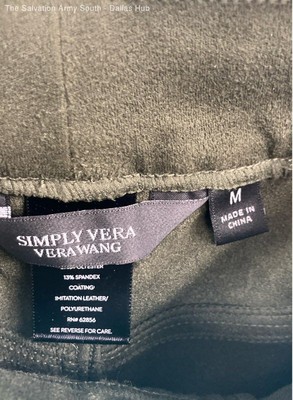 The Salvation Army South - Dallas Hub
M
MADE IN
CHINA
SIMPLY VERA
VERAWANG
POLYESTER
13% SPANDEX
COATING:
IMITATION LEATHER/
POLYURETHANE
RN# 62856
SEE REVERSE FOR CARE.